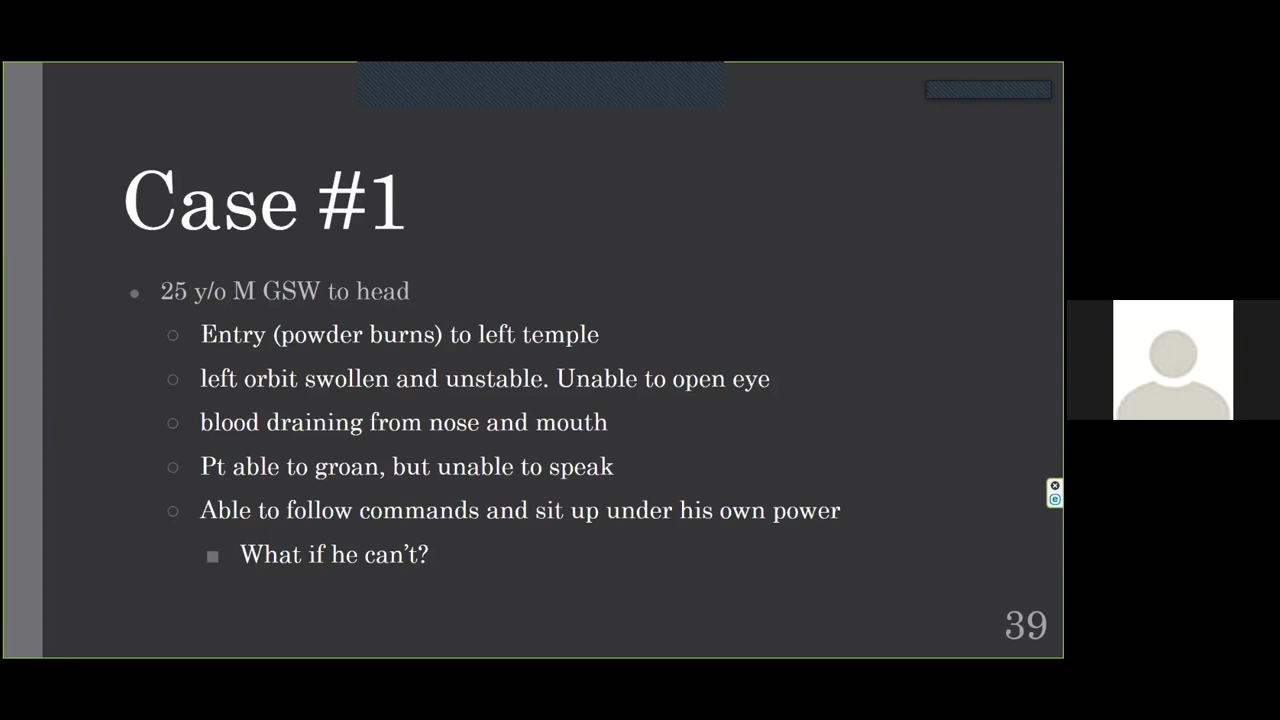 Case #1
25 y/o M GSW to head
Entry (powder burns) to left temple
left orbit swollen and unstable. Unable to open eye
blood draining from nose and mouth
Pt able to groan, but unable to speak
Able to follow commands and sit up under his own power
What if he can’t?
39